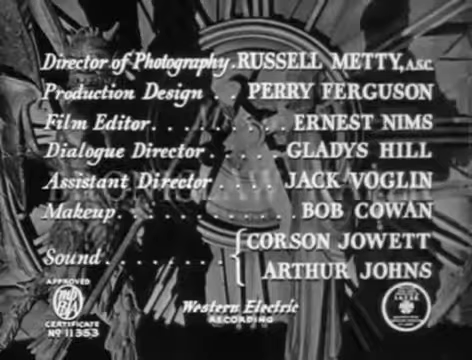 Director of Photography. RUSSELL METTY, A.S.C.
Production Design . . PERRY FERGUSON
Film Editor. . . . . . . . . ERNEST NIMS
Dialogue Director . . . . . GLADYS HILL
Assistant Director . . . . JACK VOGLIN
Makeup. . . . . . . . . . . BOB COWAN
Sound . . . . . . . . { CORSON JOWETT
ARTHUR JOHNS
APPROVED
MPPDA
CERTIFICATE
No 11353
Western Electric
RECORDING
I.A.T.S.E.